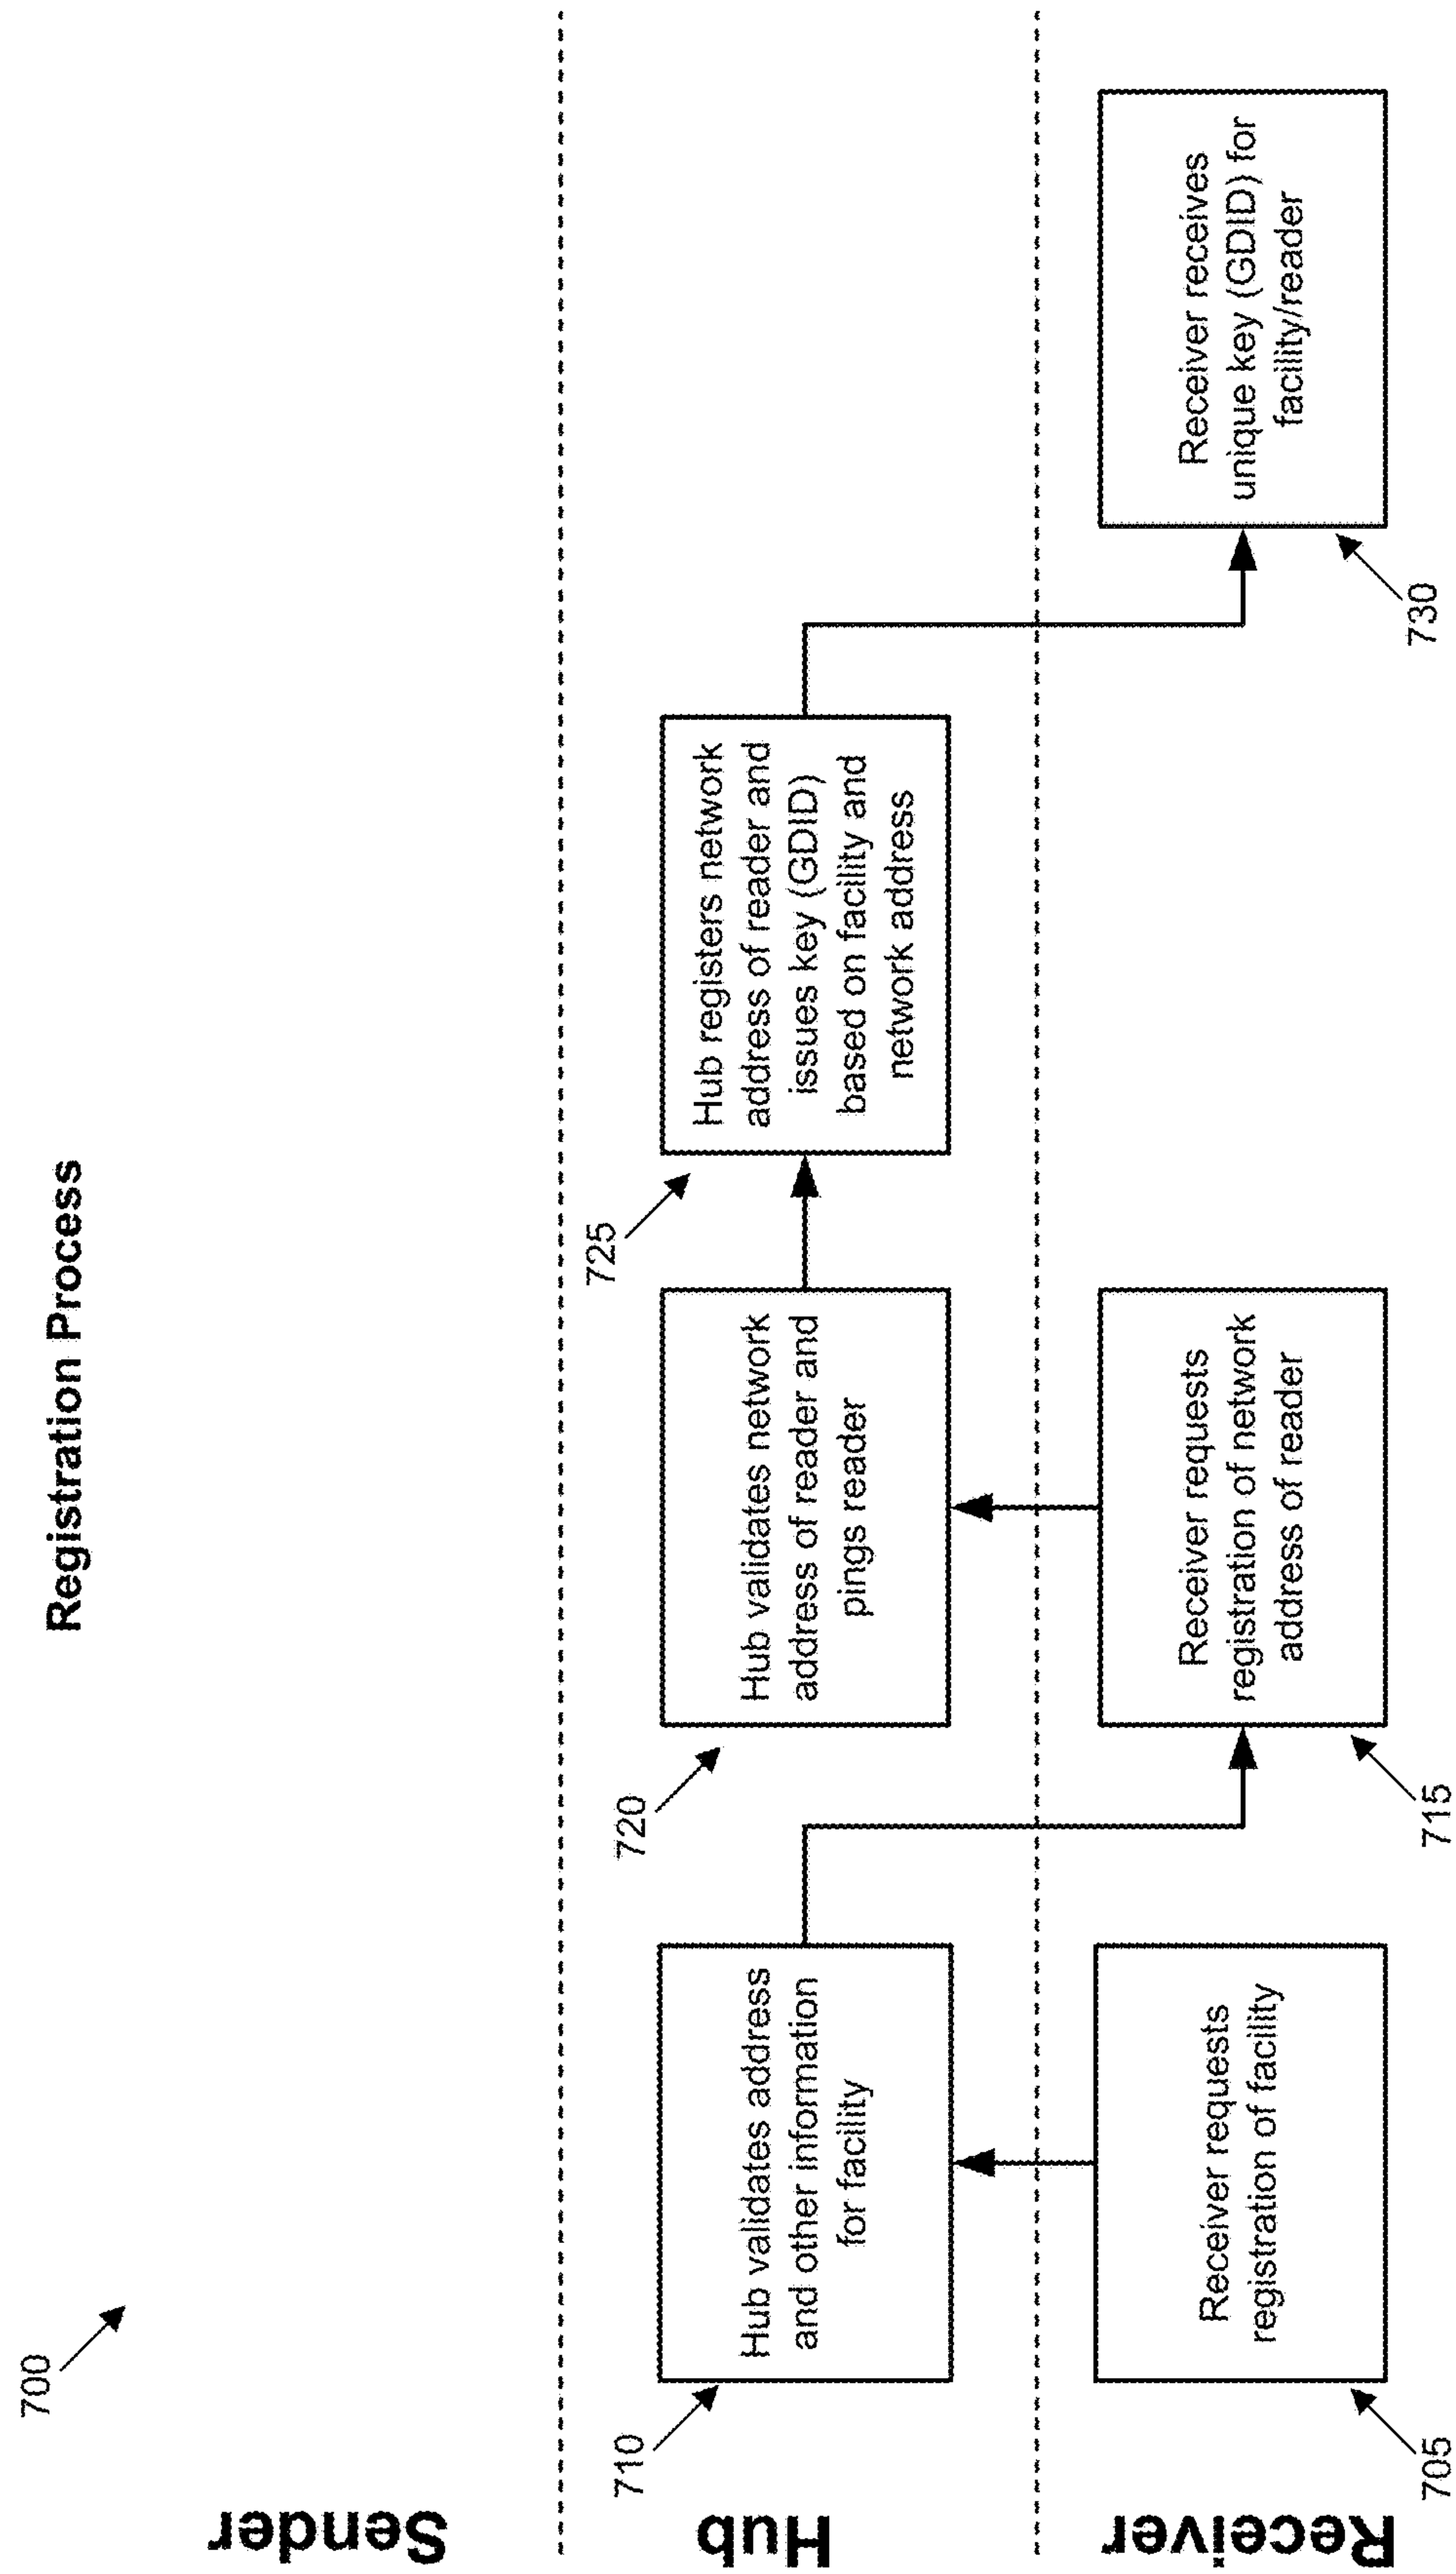 Registration Process
700
Sender
Hub
710
Hub validates address
and other information
for facility
720
Hub validates network
address of reader and
pings reader
725
Hub registers network
address of reader and
issues key (GDID)
based on facility and
network address
Receiver
705
Receiver requests
registration of facility
715
Receiver requests
registration of network
address of reader
730
Receiver receives
unique key (GDID) for
facility/reader